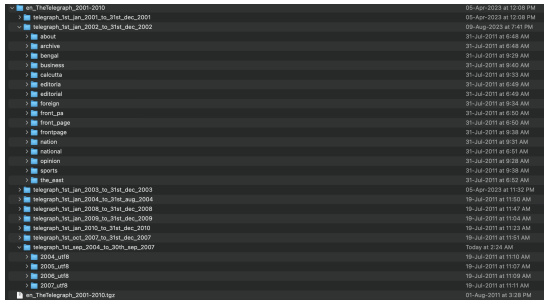 en_TheTelegraph_2001-2010 05-Apr-2023 at 12:08 PM
telegraph_1st_jan_2001_to_31st_dec_2001 05-Apr-2023 at 12:08 PM
telegraph_1st_jan_2002_to_31st_dec_2002 09-Aug-2023 at 7:41 PM
about 31-Jul-2011 at 6:48 AM
archive 31-Jul-2011 at 6:48 AM
bengal 31-Jul-2011 at 9:29 AM
business 31-Jul-2011 at 9:40 AM
calcutta 31-Jul-2011 at 9:33 AM
editoria 31-Jul-2011 at 6:49 AM
editorial 31-Jul-2011 at 6:49 AM
foreign 31-Jul-2011 at 9:34 AM
front_pa 31-Jul-2011 at 6:50 AM
front_page 31-Jul-2011 at 6:50 AM
frontpage 31-Jul-2011 at 9:38 AM
nation 31-Jul-2011 at 9:31 AM
national 31-Jul-2011 at 6:51 AM
opinion 31-Jul-2011 at 9:28 AM
sports 31-Jul-2011 at 9:38 AM
the_east 31-Jul-2011 at 6:52 AM
telegraph_1st_jan_2003_to_31st_dec_2003 05-Apr-2023 at 11:32 PM
telegraph_1st_jan_2004_to_31st_aug_2004 19-Jul-2011 at 11:50 AM
telegraph_1st_jan_2008_to_31st_dec_2008 19-Jul-2011 at 11:47 AM
telegraph_1st_jan_2009_to_31st_dec_2009 19-Jul-2011 at 11:04 AM
telegraph_1st_jan_2010_to_31st_dec_2010 19-Jul-2011 at 11:23 AM
telegraph_1st_oct_2007_to_31st_dec_2007 19-Jul-2011 at 11:51 AM
telegraph_1st_sep_2004_to_30th_sep_2007 Today at 2:24 AM
2004_utf8 19-Jul-2011 at 11:10 AM
2005_utf8 19-Jul-2011 at 11:07 AM
2006_utf8 19-Jul-2011 at 11:09 AM
2007_utf8 19-Jul-2011 at 11:11 AM
en_TheTelegraph_2001-2010.tgz 01-Aug-2011 at 3:28 PM